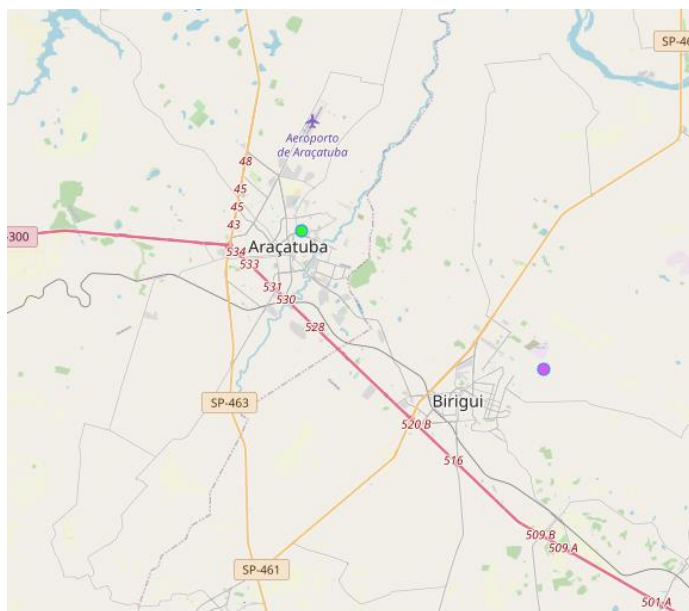 SP-46
Aeroporto
de Araçatuba
48
45
45
43
-300
Araçatuba
534
533
531
530
528
SP-463
Birigui
520 B
516
509 B
509 A
SP-461
501 A